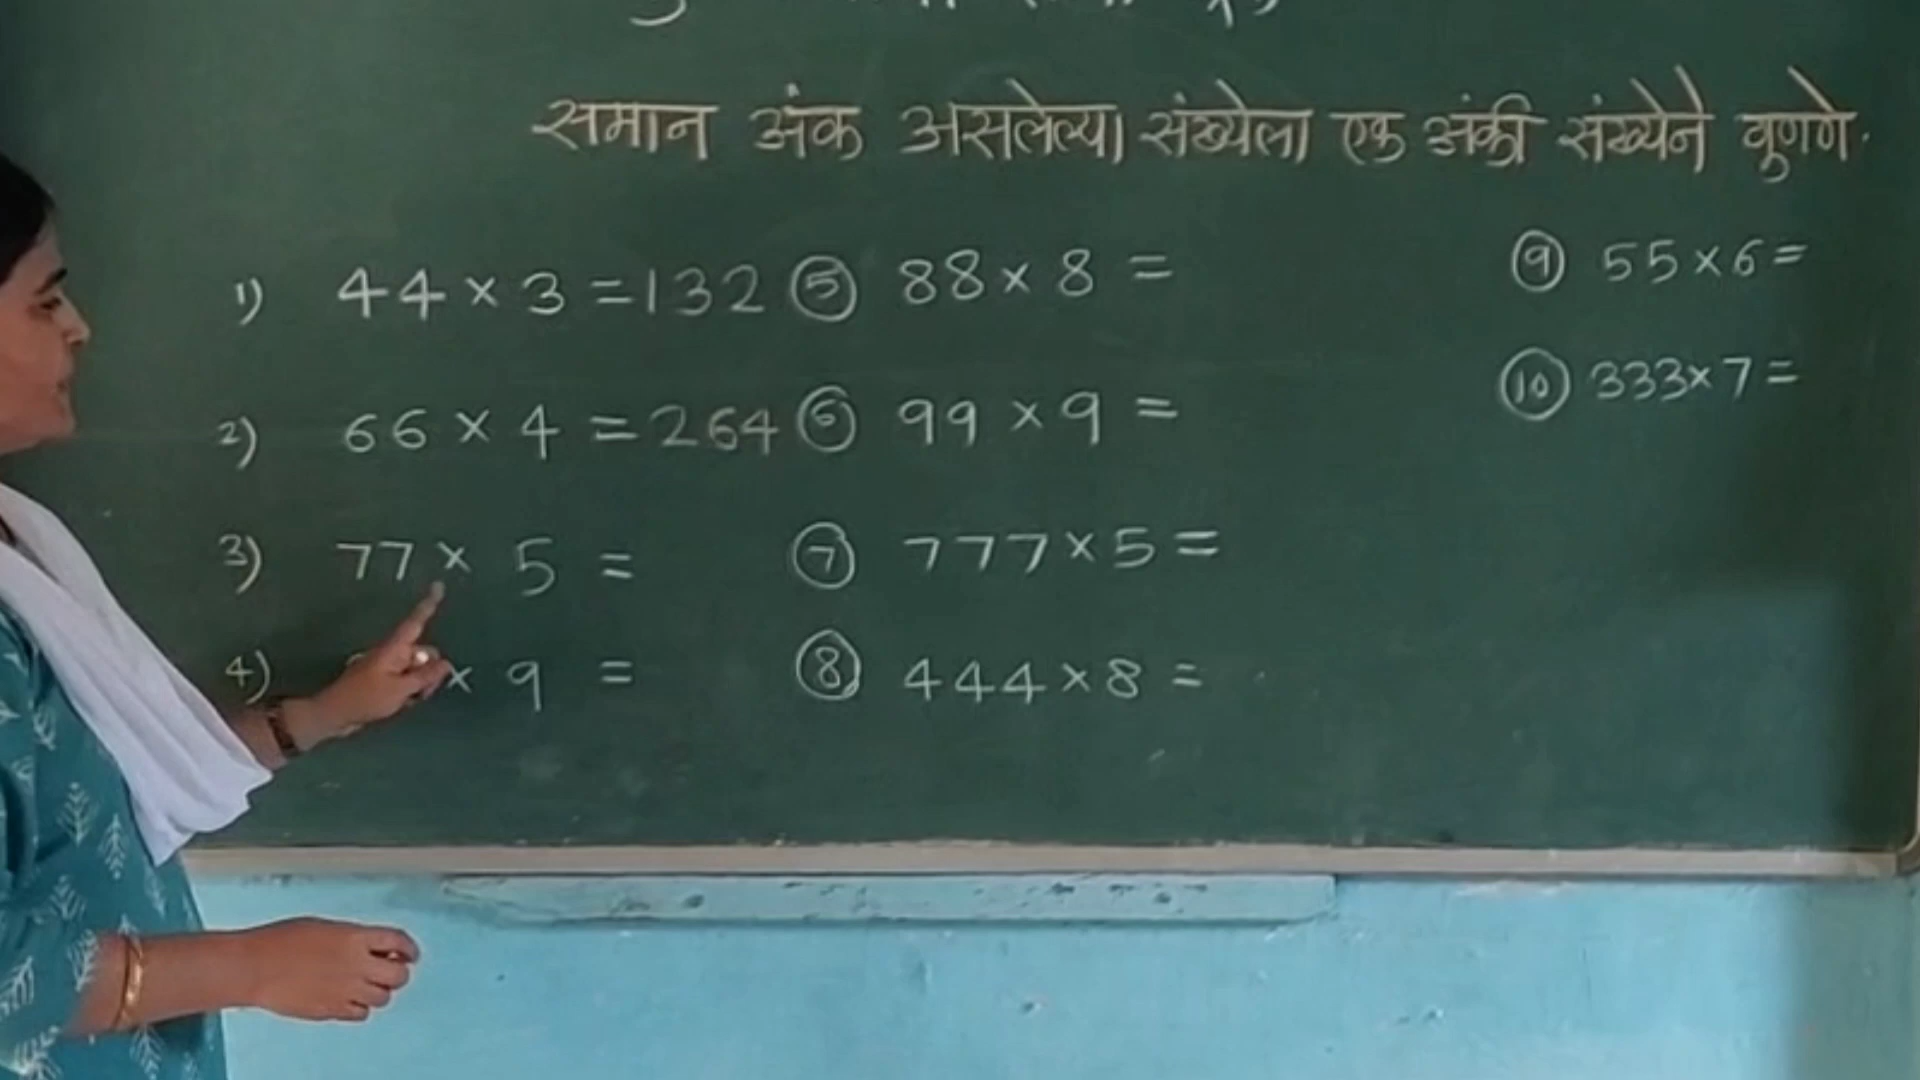 समान अंक असलेल्या संख्येला एक अंकी संख्येने गुणणे.
1) 44 × 3 = 132
2) 66 × 4 = 264
3) 77 × 5 =
4) × 9 =
5 88 × 8 =
6 99 × 9 =
7 777 × 5 =
8 444 × 8 =
9 55 × 6 =
10 333 × 7 =